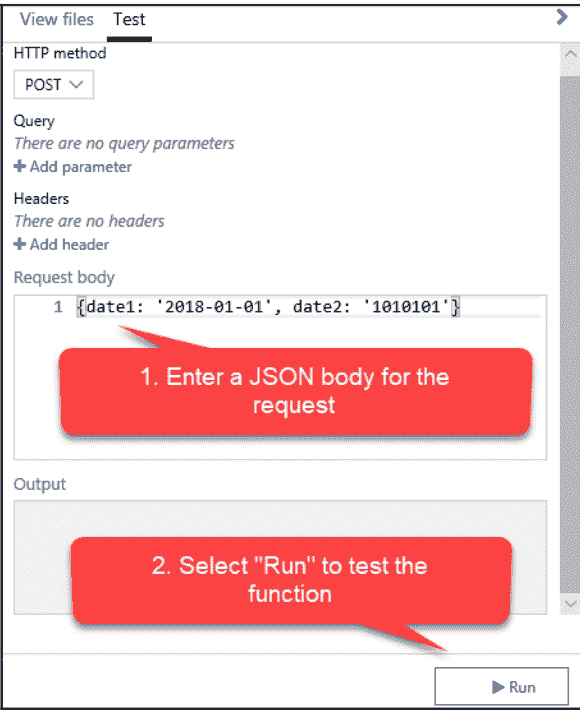 View files Test
HTTP method
POST
Query
There are no query parameters
+ Add parameter
Headers
There are no headers
+ Add header
Request body
1 {date1: '2018-01-01', date2: '1010101'}
1. Enter a JSON body for the
request
Output
2. Select "Run" to test the
function
Run